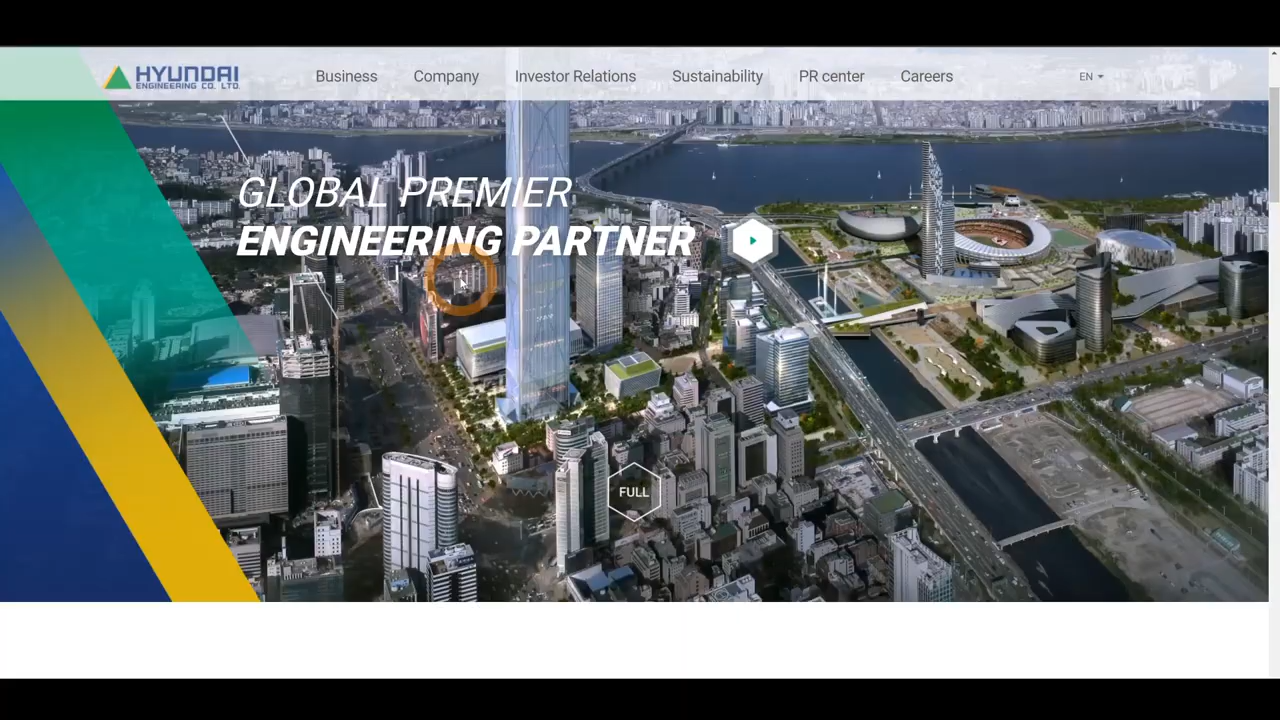 HYUNDAI
ENGINEERING CO. LTD.
Business
Company
Investor Relations
Sustainability
PR center
Careers
EN
GLOBAL PREMIER
ENGINEERING PARTNER
FULL